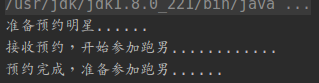 /usr/jdk/jdk1.8.0_221/bin/java ...
准备预约明星......
接收预约，开始参加跑男............
预约完成，准备参加跑男......